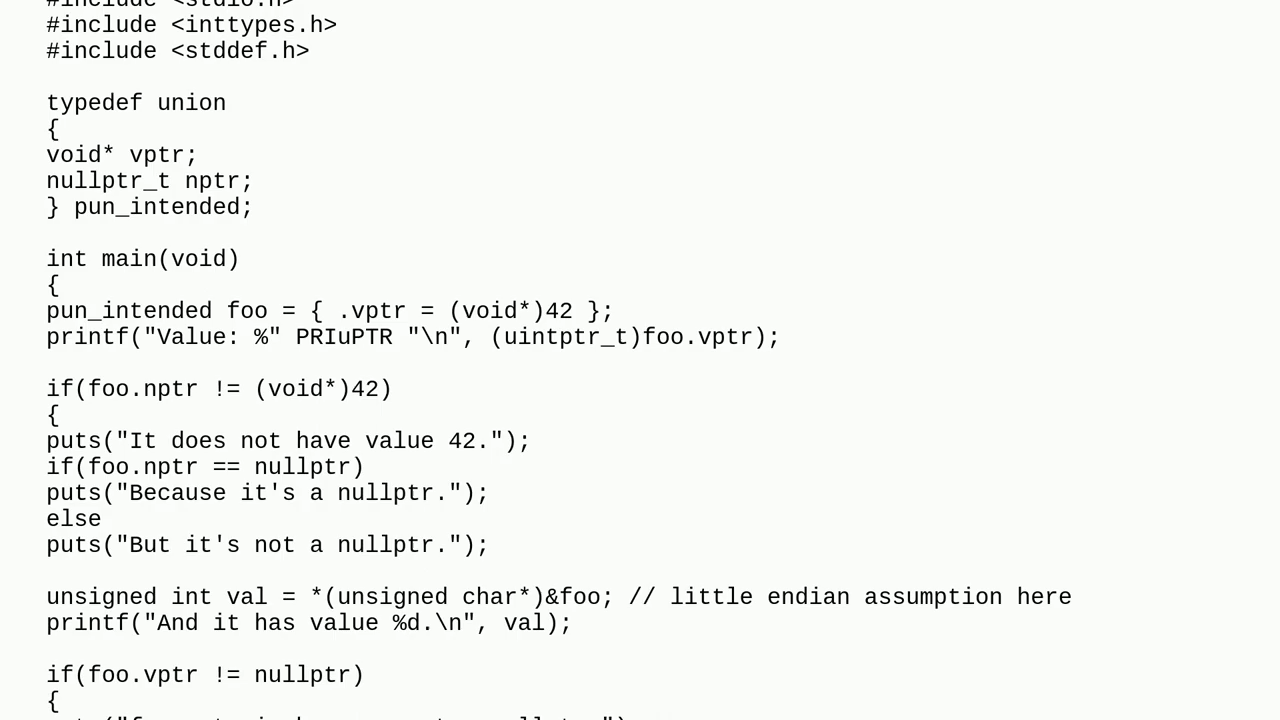 #include <stdio.h>
#include <inttypes.h>
#include <stddef.h>
typedef union
{
void* vptr;
nullptr_t nptr;
} pun_intended;
int main(void)
{
pun_intended foo = { .vptr = (void*)42 };
printf("Value: %" PRIuPTR "\n", (uintptr_t)foo.vptr);
if(foo.nptr != (void*)42)
{
puts("It does not have value 42.");
if(foo.nptr == nullptr)
puts("Because it's a nullptr.");
else
puts("But it's not a nullptr.");
unsigned int val = *(unsigned char*)&foo; // little endian assumption here
printf("And it has value %d.\n", val);
if(foo.vptr != nullptr)
{